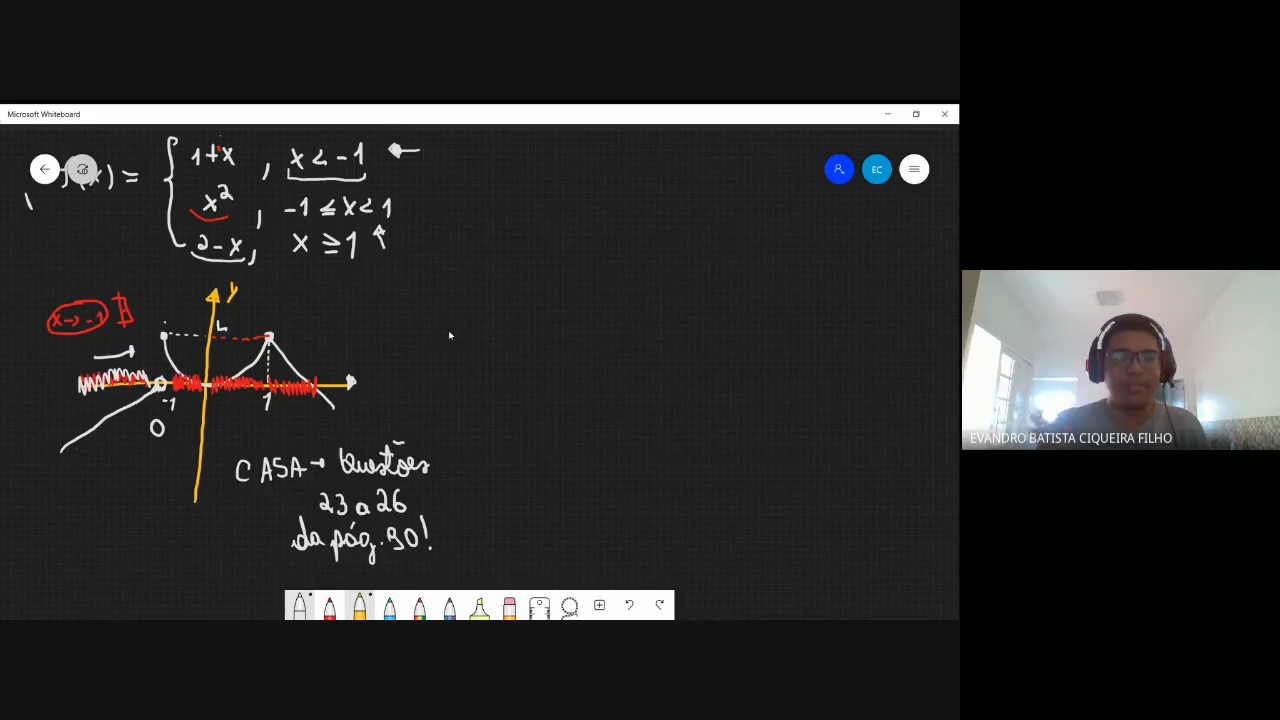 Microsoft Whiteboard
(x) = { 1+x , x < -1
x² , -1 ≤ x < 1
2-x , x ≥ 1
EC
y
x → -1 ∄
-1
1
0
CASA → Questões
23 a 26
da pág. 90!
EVANDRO BATISTA CIQUEIRA FILHO